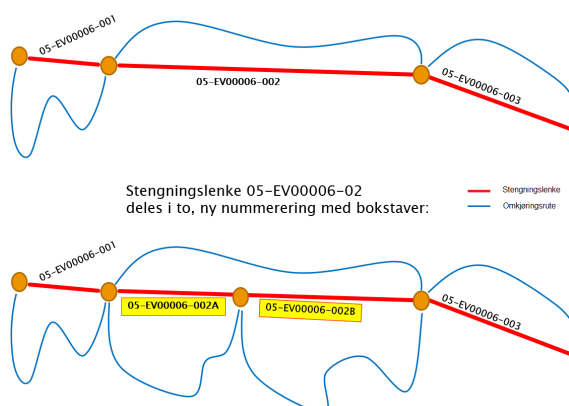 05-EV00006-001
05-EV00006-002
05-EV00006-003
Stengningslenke 05-EV00006-02
deles i to, ny nummerering med bokstaver:
Stengningslenke
Omkjøringsrute
05-EV00006-001
05-EV00006-002A
05-EV00006-002B
05-EV00006-003